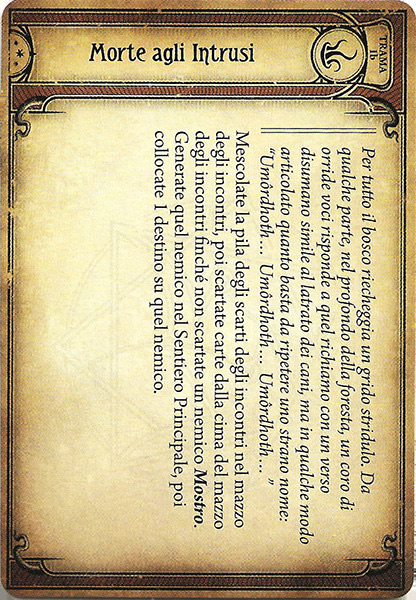 TRAMA
1b
Morte agli Intrusi
Per tutto il bosco riecheggia un grido stridulo. Da
qualche parte, nel profondo della foresta, un coro di
orride voci risponde a quel richiamo con un verso
disumano simile al latrato dei cani, ma in qualche modo
articolato quanto basta da ripetere uno strano nome:
“Umôrdhoth… Umôrdhoth… Umôrdhoth…”
Mescolate la pila degli scarti degli incontri nel mazzo
degli incontri, poi scartate carte dalla cima del mazzo
degli incontri finché non scartate un nemico Mostro.
Generate quel nemico nel Sentiero Principale, poi
collocate 1 destino su quel nemico.